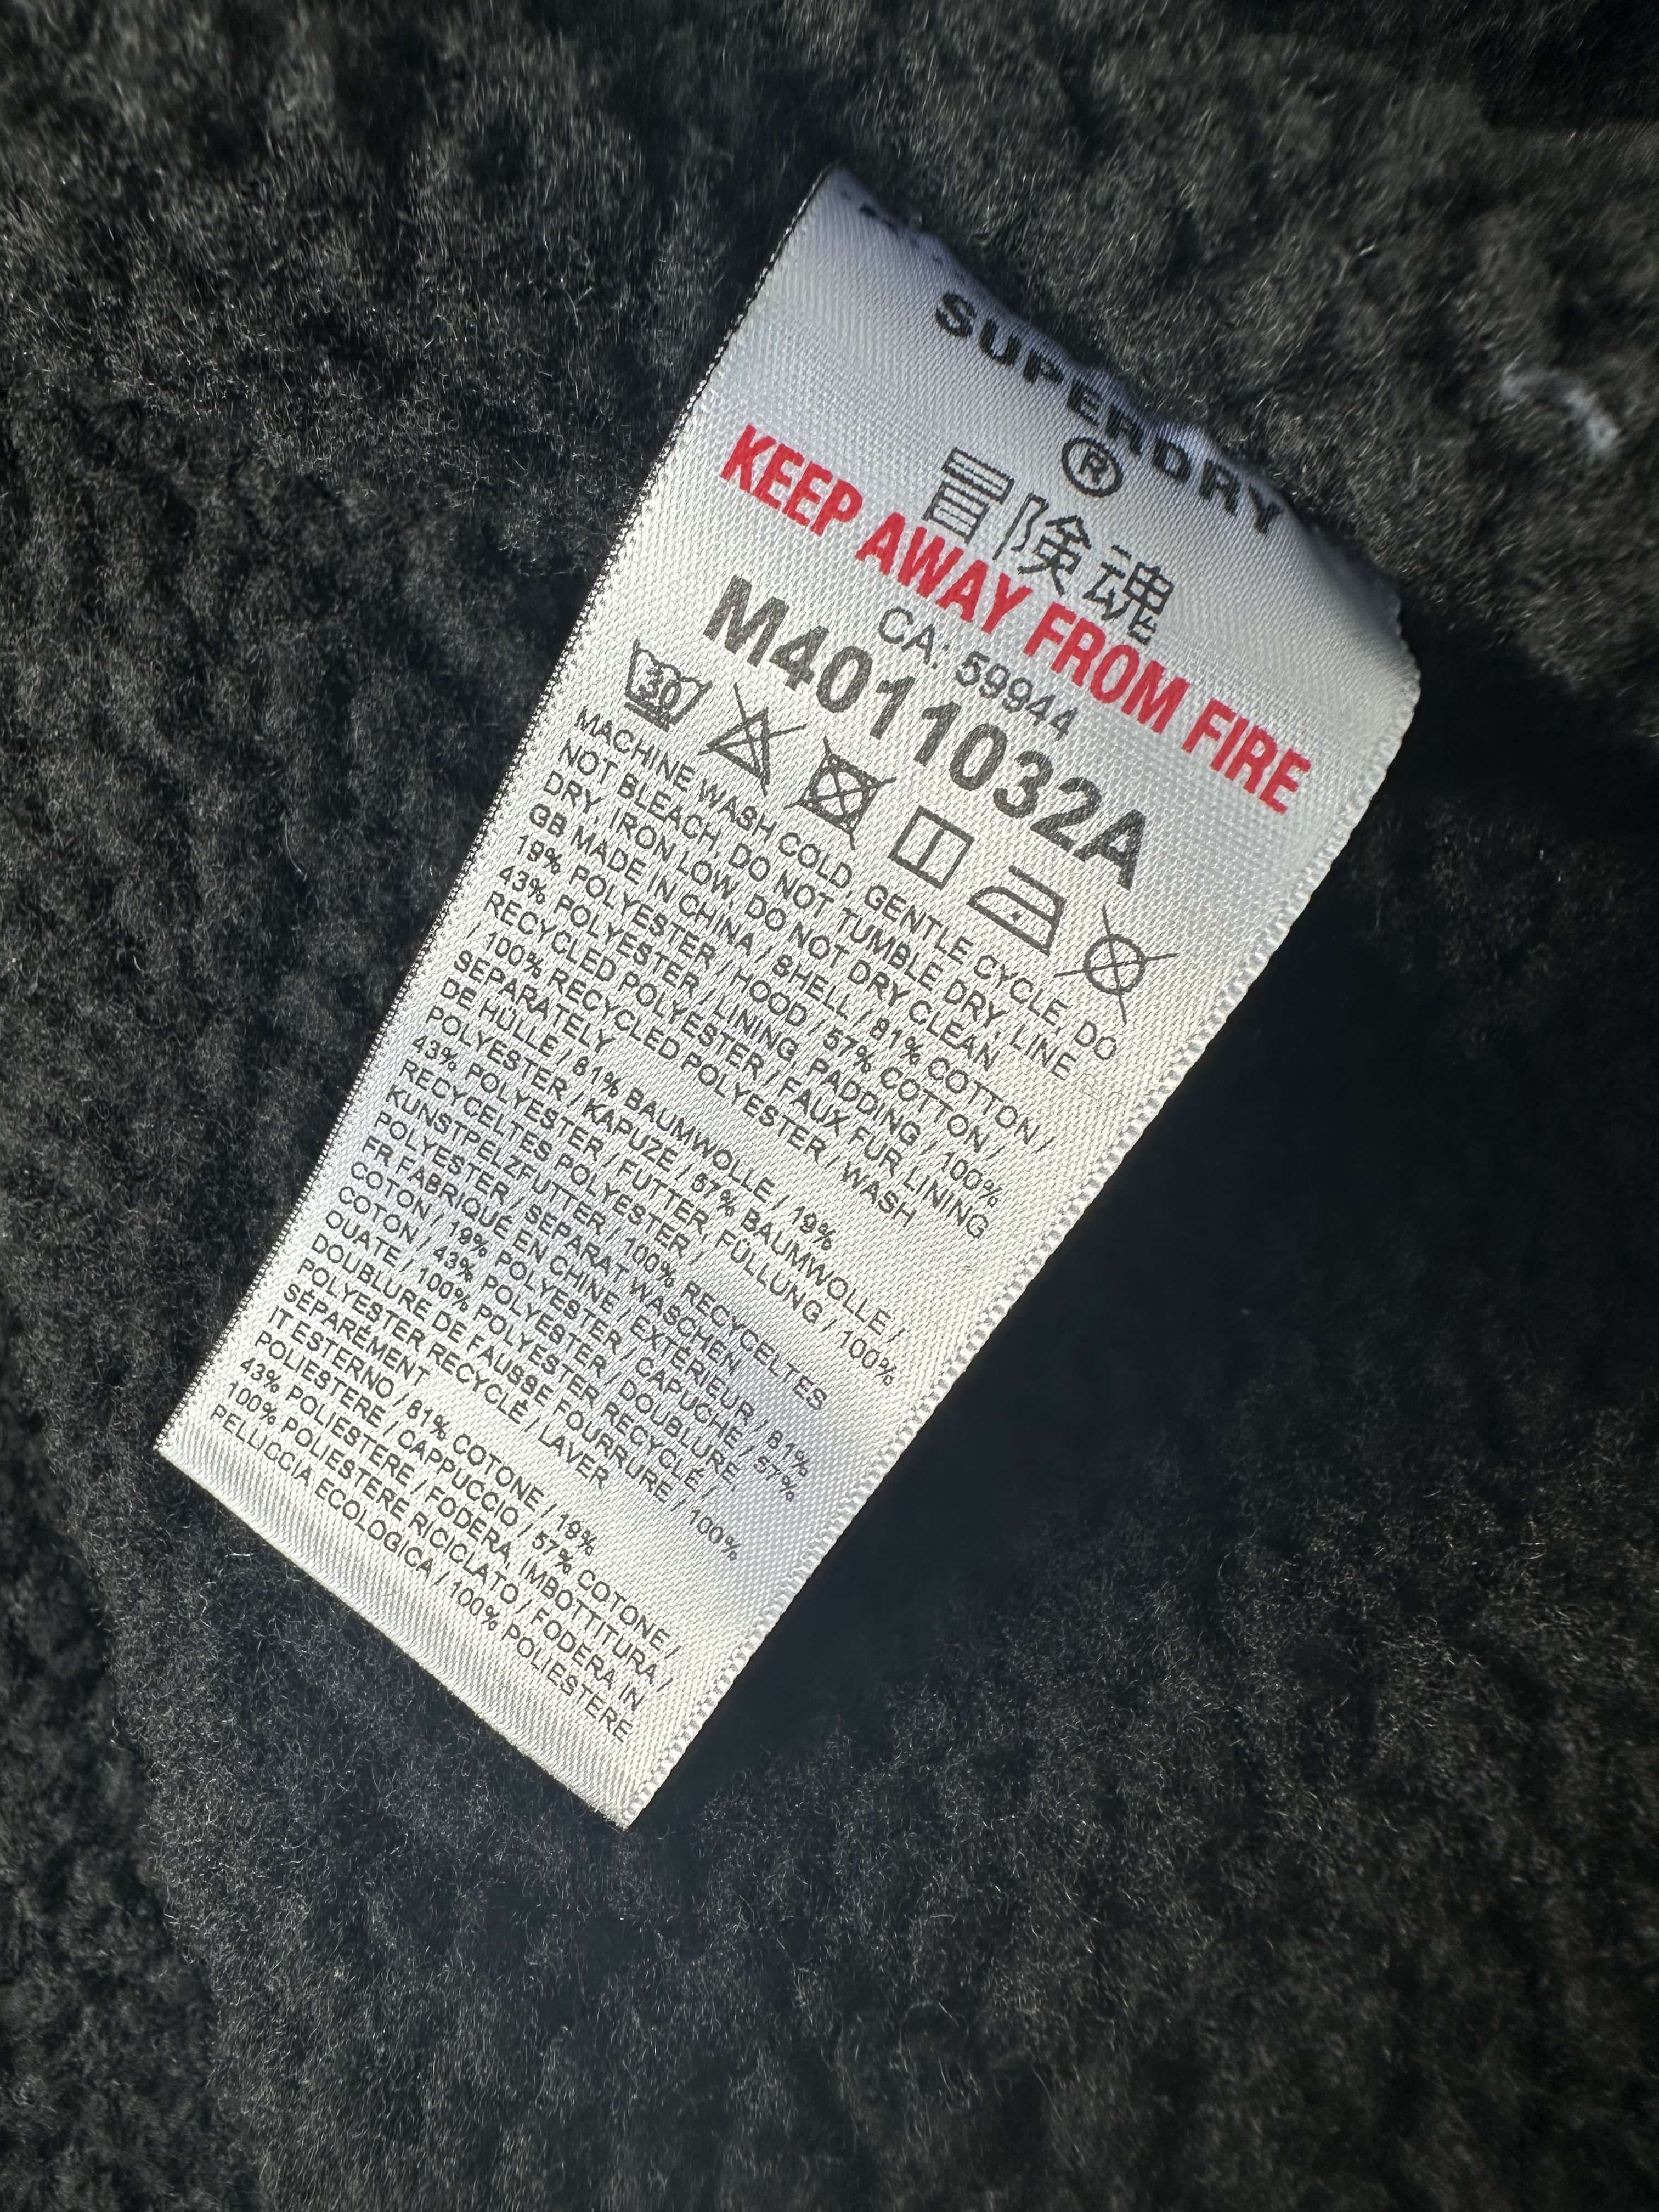 SUPERDRY
®
冒険魂
KEEP AWAY FROM FIRE
CA: 59944
M4011032A
30
MACHINE WASH COLD, GENTLE CYCLE, DO
NOT BLEACH, DO NOT TUMBLE DRY, LINE
DRY, IRON LOW, DO NOT DRY CLEAN
GB MADE IN CHINA / SHELL / 81% COTTON /
19% POLYESTER / HOOD / 57% COTTON /
43% POLYESTER / LINING, PADDING / 100%
RECYCLED POLYESTER / FAUX FUR LINING
/ 100% RECYCLED POLYESTER / WASH
SEPARATELY
DE HÜLLE / 81% BAUMWOLLE / 19%
POLYESTER / KAPUZE / 57% BAUMWOLLE /
43% POLYESTER / FUTTER, FÜLLUNG / 100%
RECYCELTES POLYESTER /
KUNSTPELZFUTTER / 100% RECYCELTES
POLYESTER / SEPARAT WASCHEN
FR FABRIQUÉ EN CHINE / EXTÉRIEUR / 81%
COTON / 19% POLYESTER / CAPUCHE / 57%
COTON / 43% POLYESTER / DOUBLURE,
OUATE / 100% POLYESTER RECYCLÉ /
DOUBLURE DE FAUSSE FOURRURE / 100%
POLYESTER RECYCLÉ / LAVER
SÉPARÉMENT
IT ESTERNO / 81% COTONE / 19%
POLIESTERE / CAPPUCCIO / 57% COTONE /
43% POLIESTERE / FODERA, IMBOTTITURA /
100% POLIESTERE RICICLATO / FODERA IN
PELLICCIA ECOLOGICA / 100% POLIESTERE